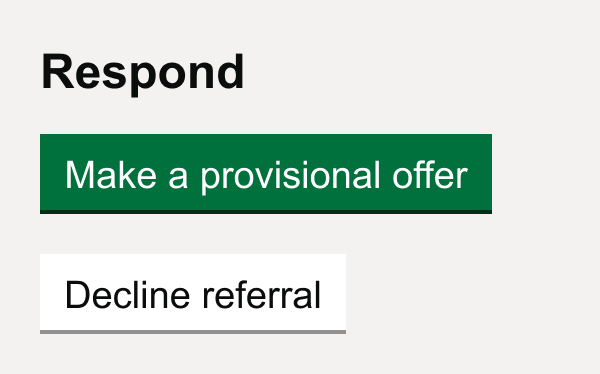 Respond
Make a provisional offer
Decline referral